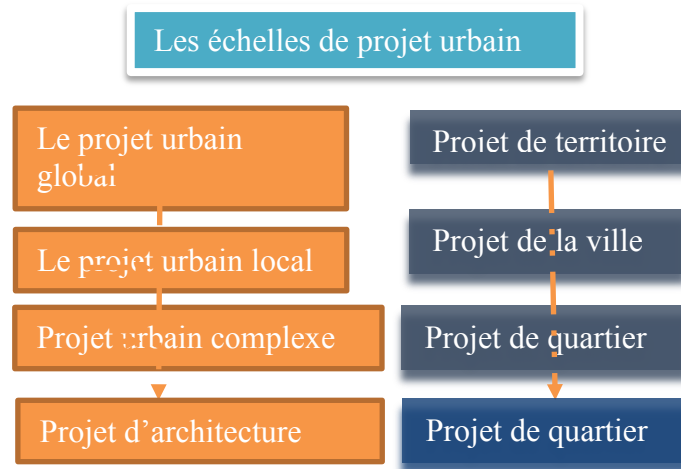 Les échelles de projet urbain
Le projet urbain
global
Le projet urbain local
Projet urbain complexe
Projet d’architecture
Projet de territoire
Projet de la ville
Projet de quartier
Projet de quartier